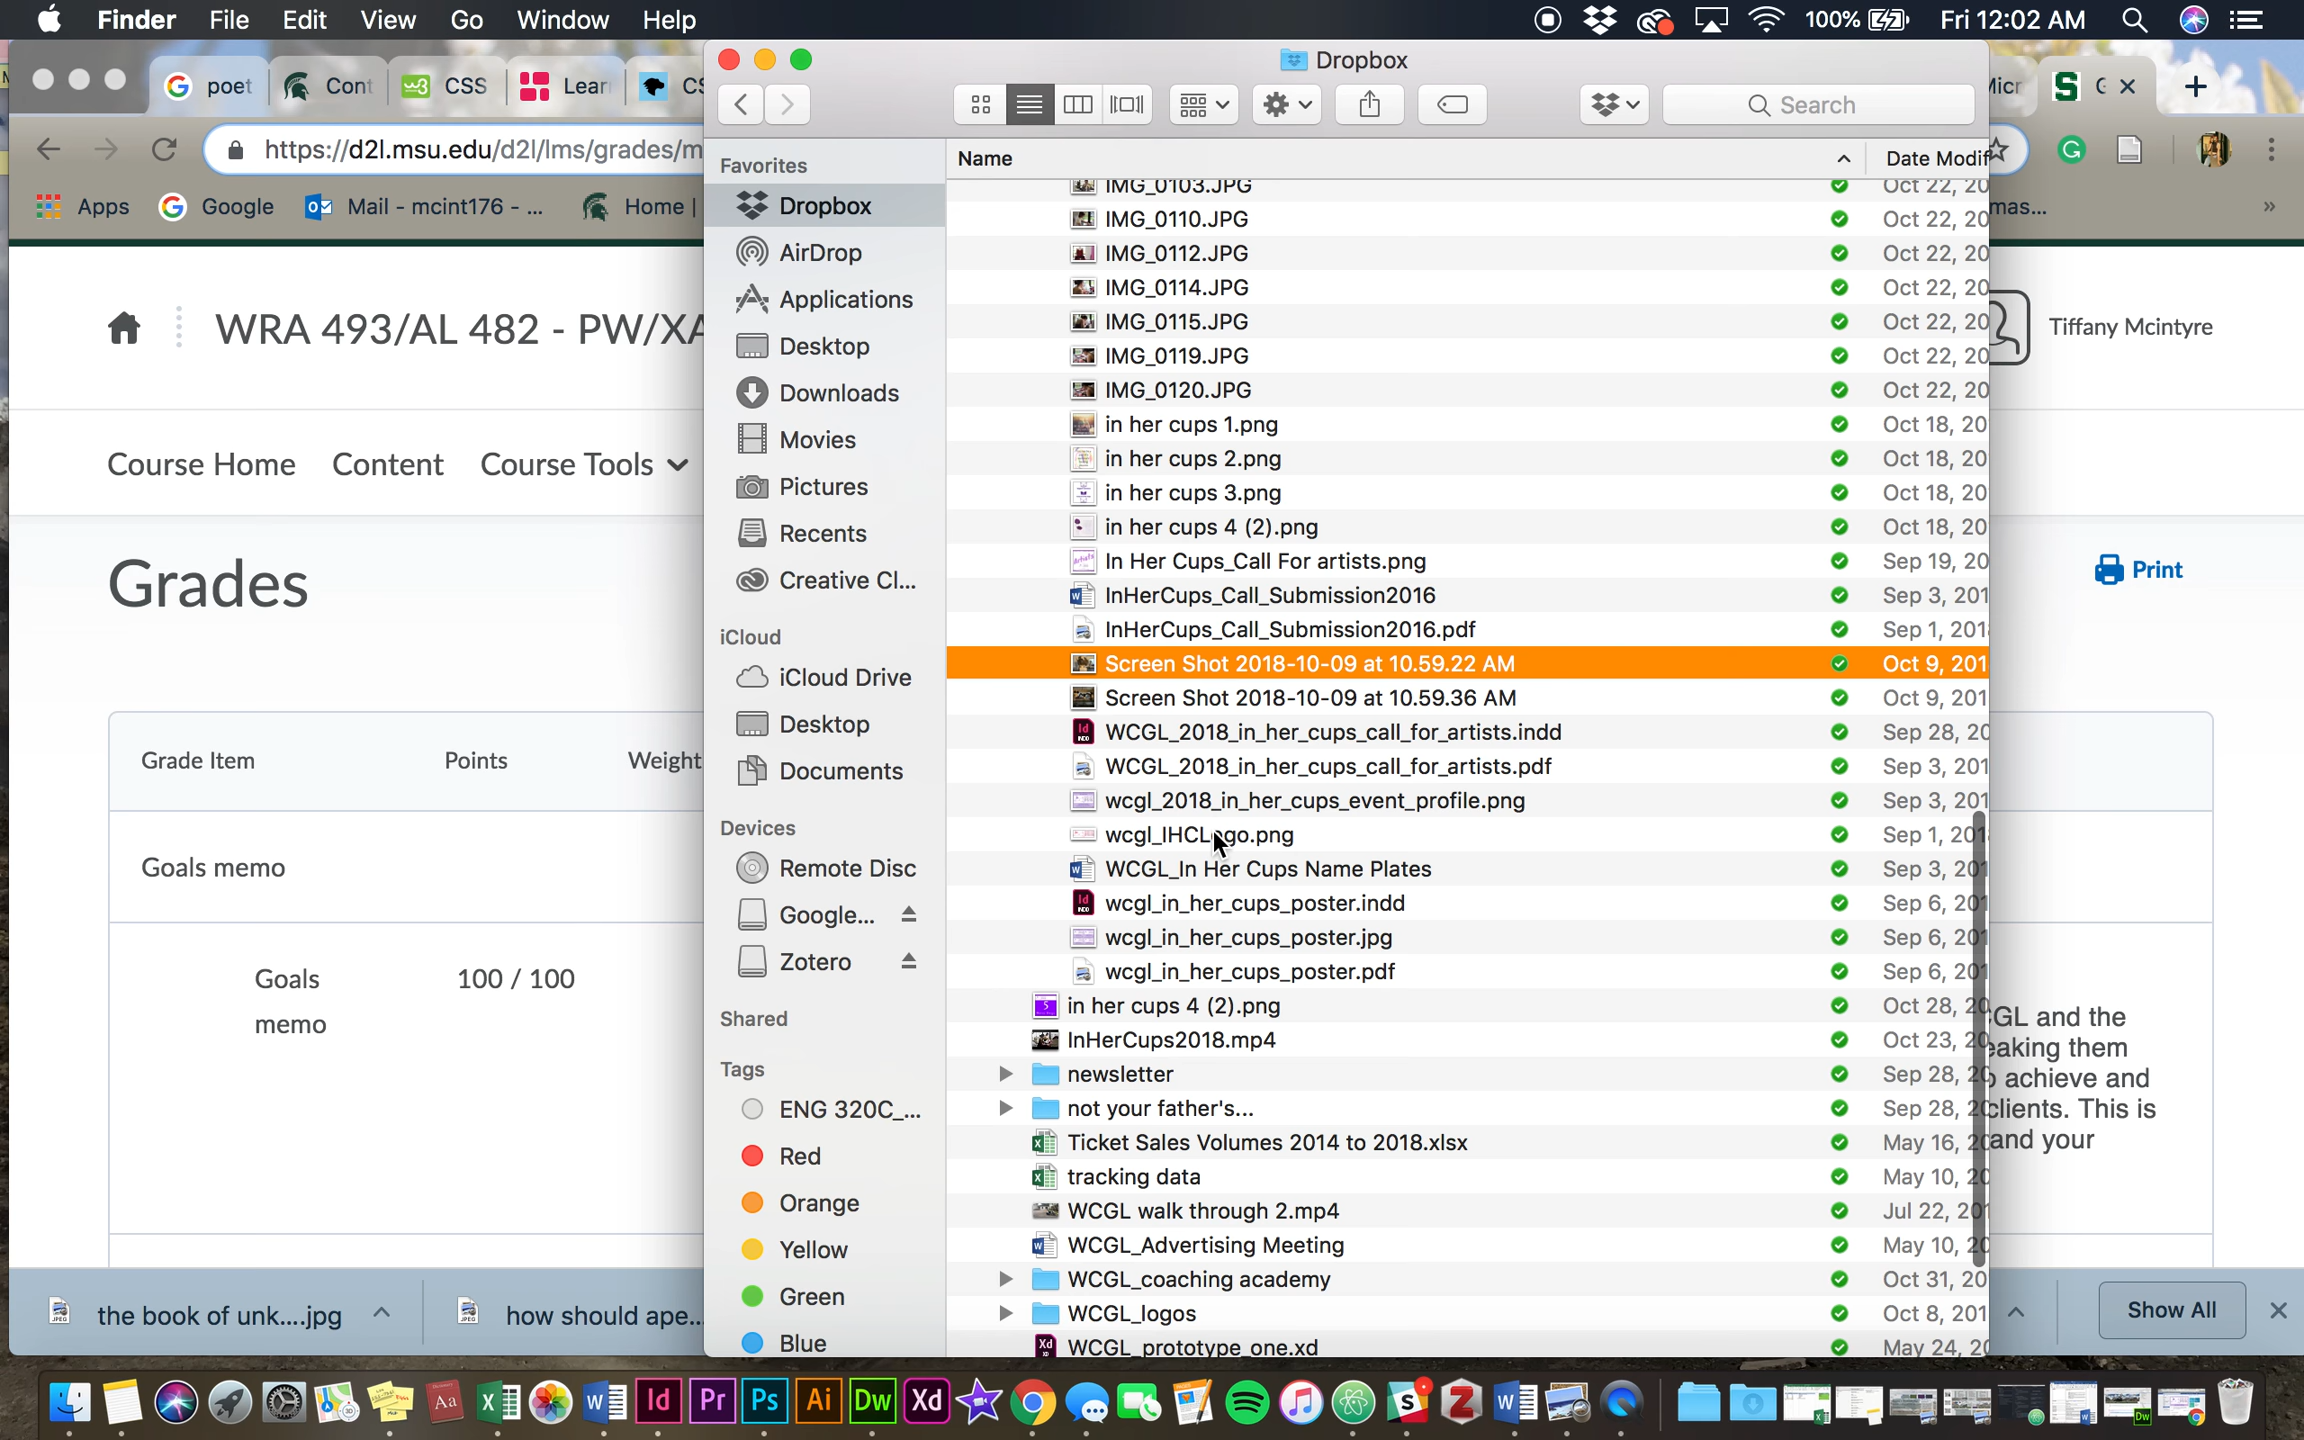 Finder File Edit View Go Window Help 100% Fri 12:02 AM
poet Cont CSS Lear CS Dropbox Micr
https://d2l.msu.edu/d2l/lms/grades/m Search
Apps Google Mail - mcint176 - ... Home | mas... »
Favorites
Dropbox
AirDrop
Applications
Desktop
Downloads
Movies
Pictures
Recents
Creative Cl...
iCloud
iCloud Drive
Desktop
Documents
Devices
Remote Disc
Google...
Zotero
Shared
Tags
ENG 320C_...
Red
Orange
Yellow
Green
Blue
Name Date Modif
IMG_0103.JPG Oct 22, 20
IMG_0110.JPG Oct 22, 20
IMG_0112.JPG Oct 22, 20
IMG_0114.JPG Oct 22, 20
IMG_0115.JPG Oct 22, 20
IMG_0119.JPG Oct 22, 20
IMG_0120.JPG Oct 22, 20
in her cups 1.png Oct 18, 20
in her cups 2.png Oct 18, 20
in her cups 3.png Oct 18, 20
in her cups 4 (2).png Oct 18, 20
In Her Cups_Call For artists.png Sep 19, 20
InHerCups_Call_Submission2016 Sep 3, 201
InHerCups_Call_Submission2016.pdf Sep 1, 201
Screen Shot 2018-10-09 at 10.59.22 AM Oct 9, 201
Screen Shot 2018-10-09 at 10.59.36 AM Oct 9, 201
WCGL_2018_in_her_cups_call_for_artists.indd Sep 28, 20
WCGL_2018_in_her_cups_call_for_artists.pdf Sep 3, 201
wcgl_2018_in_her_cups_event_profile.png Sep 3, 201
wcgl_IHCLogo.png Sep 1, 201
WCGL_In Her Cups Name Plates Sep 3, 201
wcgl_in_her_cups_poster.indd Sep 6, 201
wcgl_in_her_cups_poster.jpg Sep 6, 201
wcgl_in_her_cups_poster.pdf Sep 6, 201
in her cups 4 (2).png Oct 28, 20
InHerCups2018.mp4 Oct 23, 20
newsletter Sep 28, 20
not your father's... Sep 28, 20
Ticket Sales Volumes 2014 to 2018.xlsx May 16, 20
tracking data May 10, 20
WCGL walk through 2.mp4 Jul 22, 201
WCGL_Advertising Meeting May 10, 20
WCGL_coaching academy Oct 31, 20
WCGL_logos Oct 8, 201
WCGL_prototype_one.xd May 24, 20
WRA 493/AL 482 - PW/XA Tiffany Mcintyre
Course Home Content Course Tools
Grades Print
Grade Item Points Weight
Goals memo
Goals 100 / 100
memo
CGL and the
eaking them
o achieve and
clients. This is
and your
the book of unk....jpg how should ape... Show All
Aa Id Pr Ps Ai Dw Xd